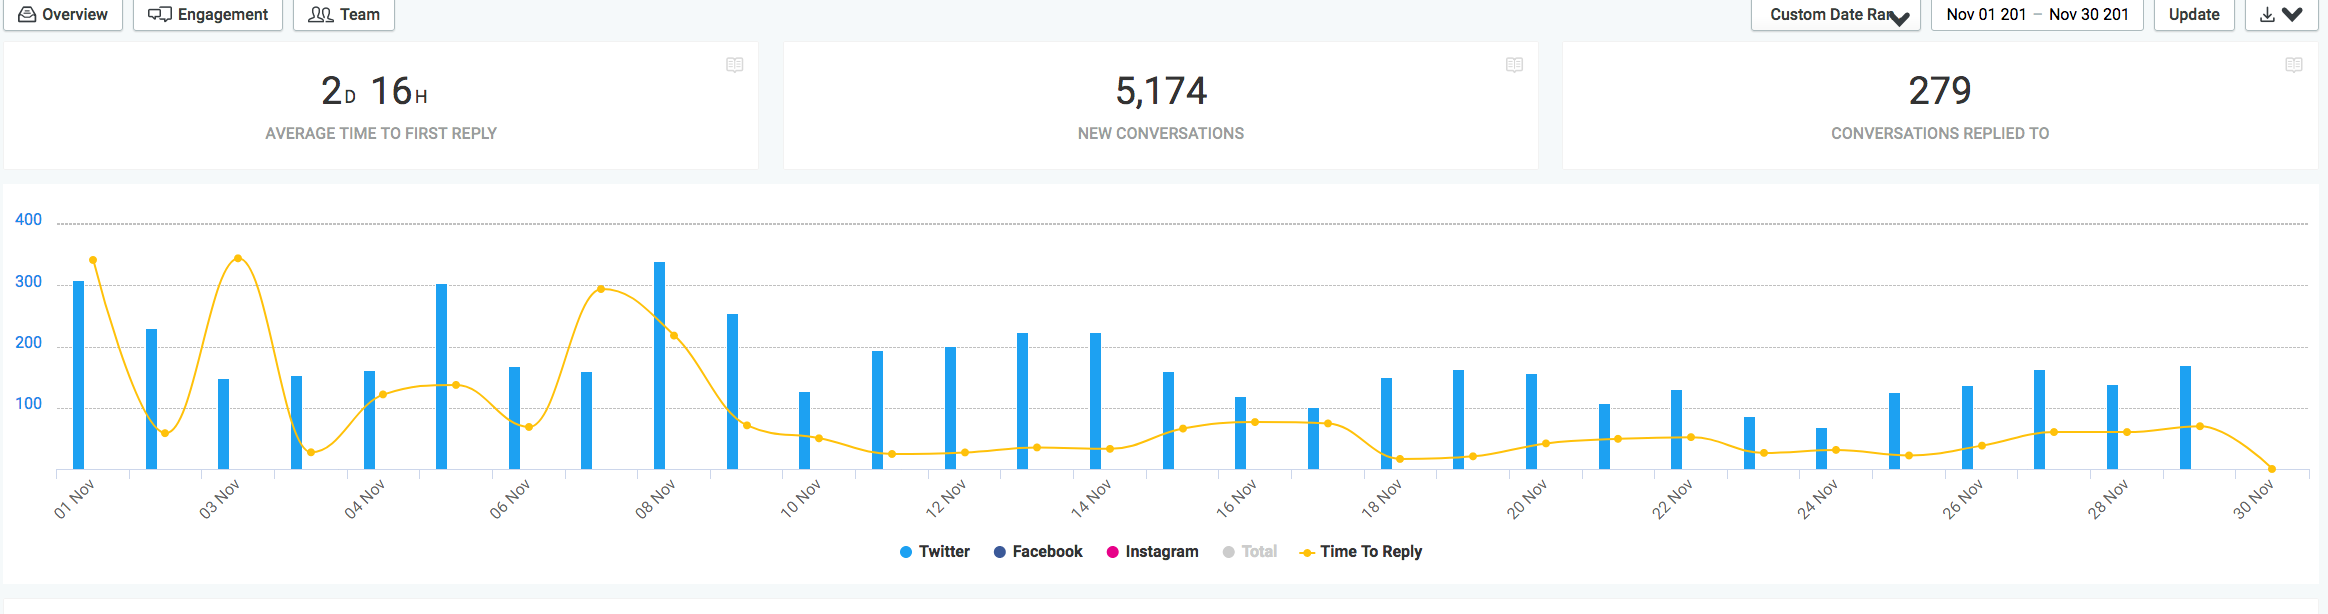 Overview Engagement Team Custom Date Ran Nov 01 201 – Nov 30 201 Update
2D 16H
AVERAGE TIME TO FIRST REPLY
5,174
NEW CONVERSATIONS
279
CONVERSATIONS REPLIED TO
400
300
200
100
01 Nov 03 Nov 04 Nov 06 Nov 08 Nov 10 Nov 12 Nov 14 Nov 16 Nov 18 Nov 20 Nov 22 Nov 24 Nov 26 Nov 28 Nov 30 Nov
Twitter Facebook Instagram Total Time To Reply